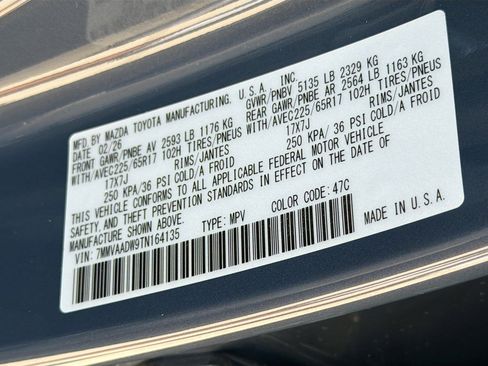 MFD. BY MAZDA TOYOTA MANUFACTURING, U.S.A., INC.
DATE: 02/26 GVWR/PNBV 5135 LB 2329 KG
FRONT GAWR/PNBE AV 2593 LB 1176 KG REAR GAWR/PNBE AR 2564 LB 1163 KG
WITH/AVEC225/65R17 102H TIRES/PNEUS WITH/AVEC225/65R17 102H TIRES/PNEUS
17X7J RIMS/JANTES 17X7J RIMS/JANTES
250 KPA/36 PSI COLD/A FROID 250 KPA/ 36 PSI COLD/A FROID
THIS VEHICLE CONFORMS TO ALL APPLICABLE FEDERAL MOTOR VEHICLE
SAFETY, AND THEFT PREVENTION STANDARDS IN EFFECT ON THE DATE OF
MANUFACTURE SHOWN ABOVE.
VIN: 7MMVAADW9TN164135 TYPE: MPV COLOR CODE: 47C
MADE IN U.S.A.